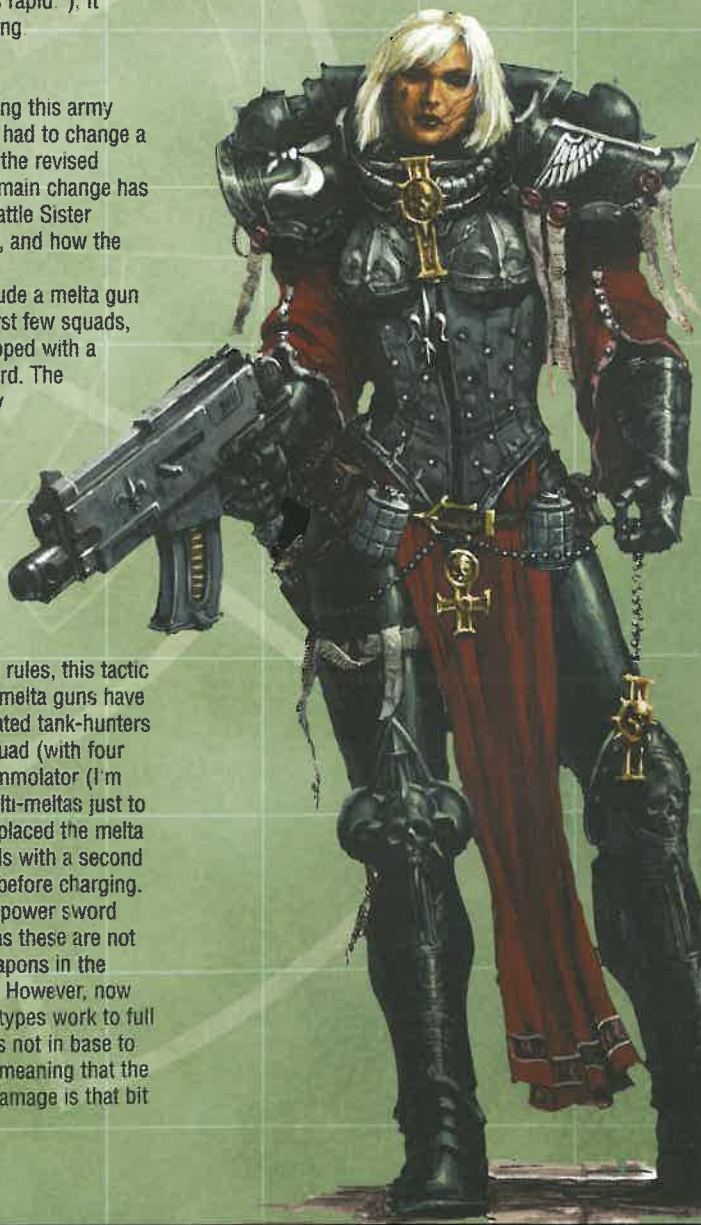 rapid."), it
ng.
ng this army
had to change a
the revised
main change has
attle Sister
, and how the
ude a melta gun
rst few squads,
pped with a
rd. The
rules, this tactic
melta guns have
ated tank-hunters
uad (with four
mmolator (I'm
lti-meltas just to
placed the melta
ds with a second
before charging.
power sword
as these are not
apons in the
However, now
types work to full
s not in base to
meaning that the
amage is that bit